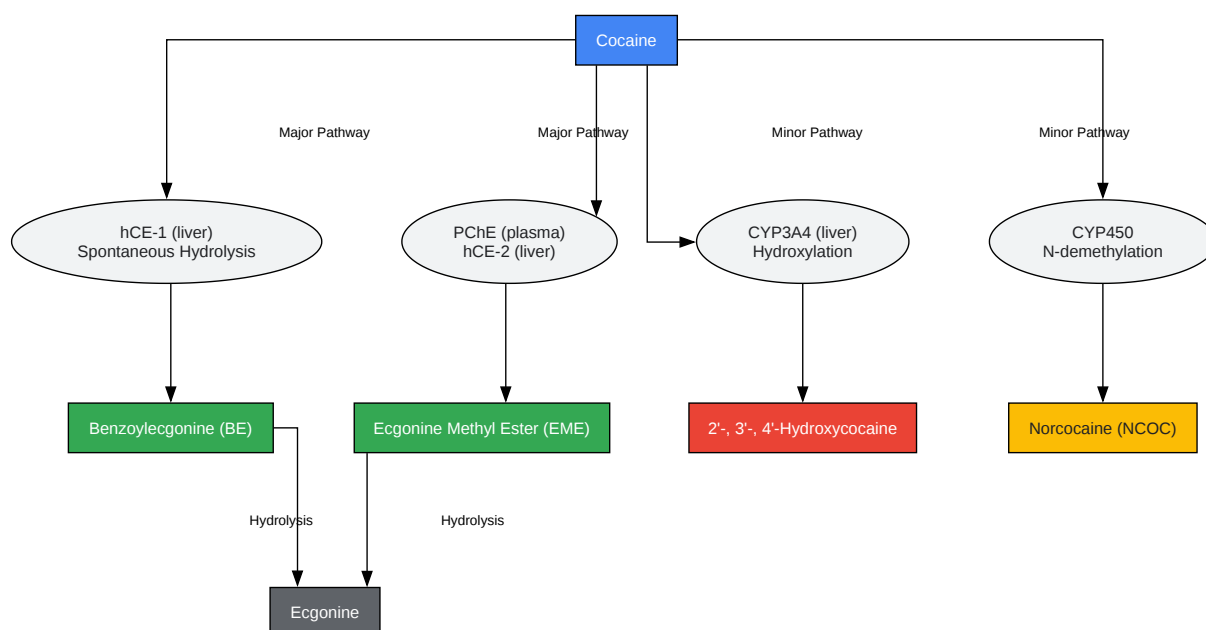 Cocaine
Major Pathway
Major Pathway
Minor Pathway
Minor Pathway
hCE-1 (liver)
Spontaneous Hydrolysis
PChE (plasma)
hCE-2 (liver)
CYP3A4 (liver)
Hydroxylation
CYP450
N-demethylation
Benzoylecgonine (BE)
Ecgonine Methyl Ester (EME)
2'-, 3'-, 4'-Hydroxycocaine
Norcocaine (NCOC)
Hydrolysis
Hydrolysis
Ecgonine